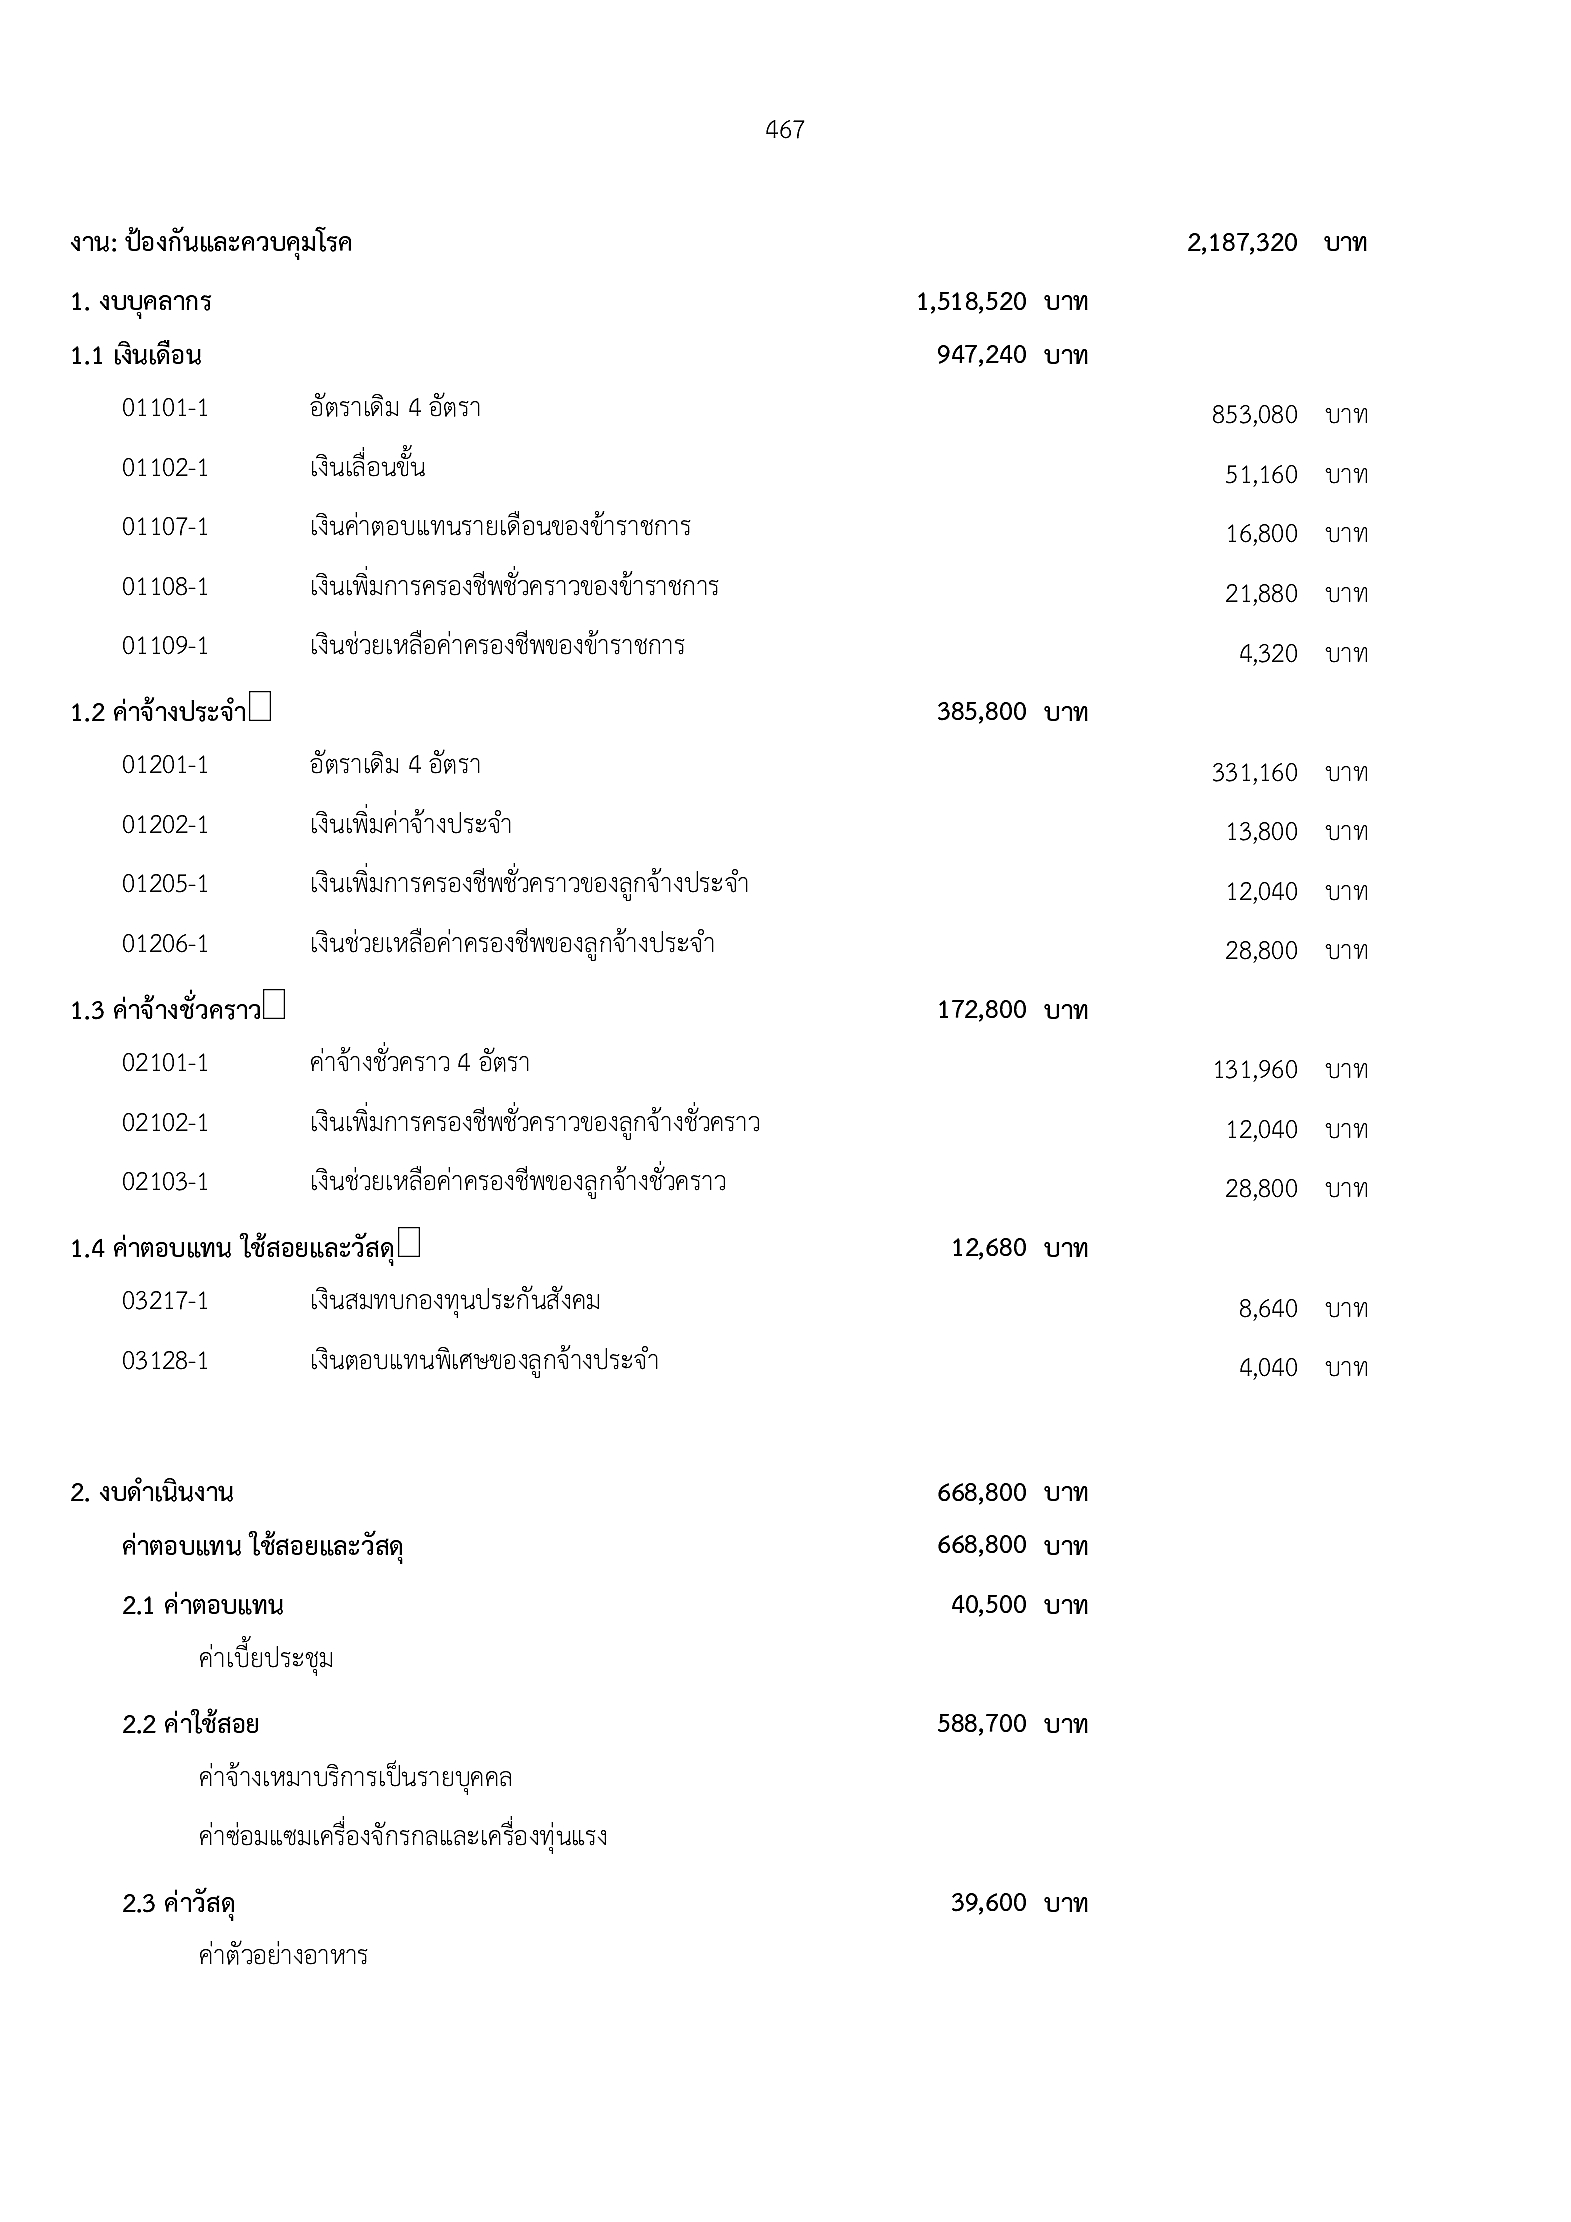 467
งาน: ป้องกันและควบคุมโรค 2,187,320 บาท
1. งบบุคลากร 1,518,520 บาท
1.1 เงินเดือน 947,240 บาท
01101-1 อัตราเดิม 4 อัตรา 853,080 บาท
01102-1 เงินเลื่อนขั้น 51,160 บาท
01107-1 เงินค่าตอบแทนรายเดือนของข้าราชการ 16,800 บาท
01108-1 เงินเพิ่มการครองชีพชั่วคราวของข้าราชการ 21,880 บาท
01109-1 เงินช่วยเหลือค่าครองชีพของข้าราชการ 4,320 บาท
1.2 ค่าจ้างประจำ 385,800 บาท
01201-1 อัตราเดิม 4 อัตรา 331,160 บาท
01202-1 เงินเพิ่มค่าจ้างประจำ 13,800 บาท
01205-1 เงินเพิ่มการครองชีพชั่วคราวของลูกจ้างประจำ 12,040 บาท
01206-1 เงินช่วยเหลือค่าครองชีพของลูกจ้างประจำ 28,800 บาท
1.3 ค่าจ้างชั่วคราว 172,800 บาท
02101-1 ค่าจ้างชั่วคราว 4 อัตรา 131,960 บาท
02102-1 เงินเพิ่มการครองชีพชั่วคราวของลูกจ้างชั่วคราว 12,040 บาท
02103-1 เงินช่วยเหลือค่าครองชีพของลูกจ้างชั่วคราว 28,800 บาท
1.4 ค่าตอบแทน ใช้สอยและวัสดุ 12,680 บาท
03217-1 เงินสมทบกองทุนประกันสังคม 8,640 บาท
03128-1 เงินตอบแทนพิเศษของลูกจ้างประจำ 4,040 บาท
2. งบดำเนินงาน 668,800 บาท
ค่าตอบแทน ใช้สอยและวัสดุ 668,800 บาท
2.1 ค่าตอบแทน 40,500 บาท
ค่าเบี้ยประชุม
2.2 ค่าใช้สอย 588,700 บาท
ค่าจ้างเหมาบริการเป็นรายบุคคล
ค่าซ่อมแซมเครื่องจักรกลและเครื่องทุ่นแรง
2.3 ค่าวัสดุ 39,600 บาท
ค่าตัวอย่างอาหาร